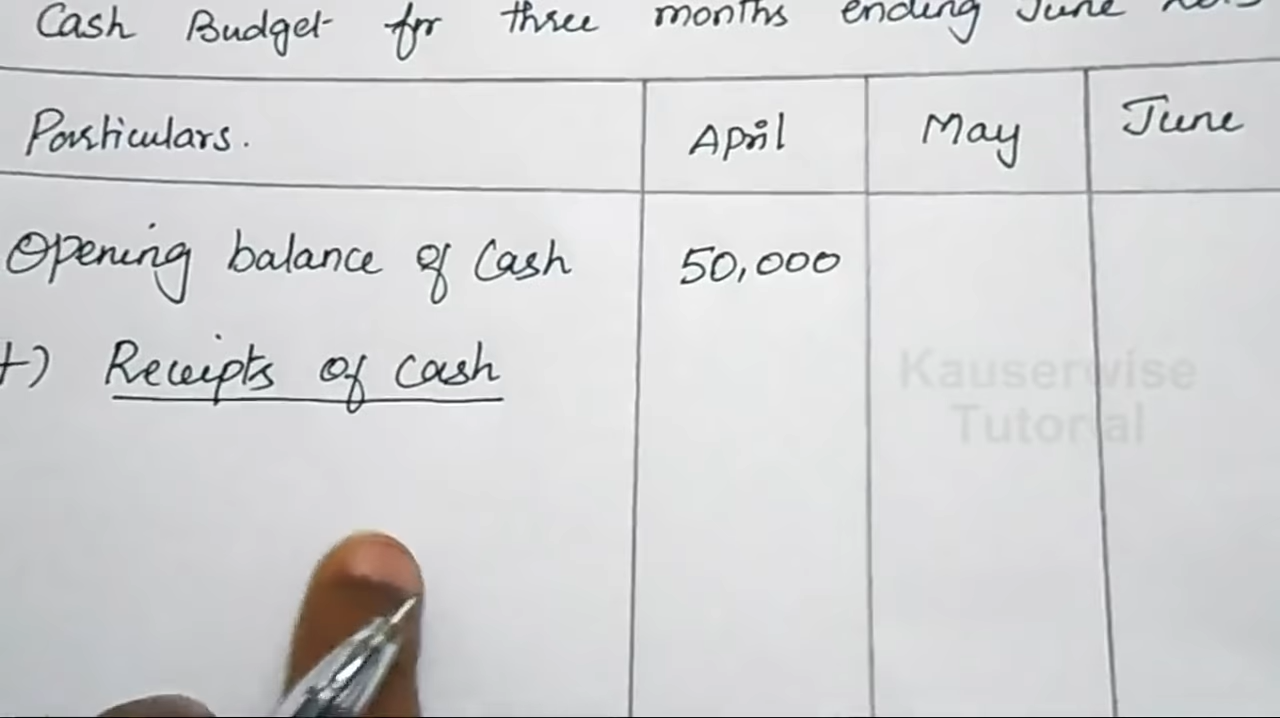 Cash Budget for three months ending June
Particulars. April May June
Opening balance of Cash 50,000
+) Receipts of cash
Kauserwise
Tutorial